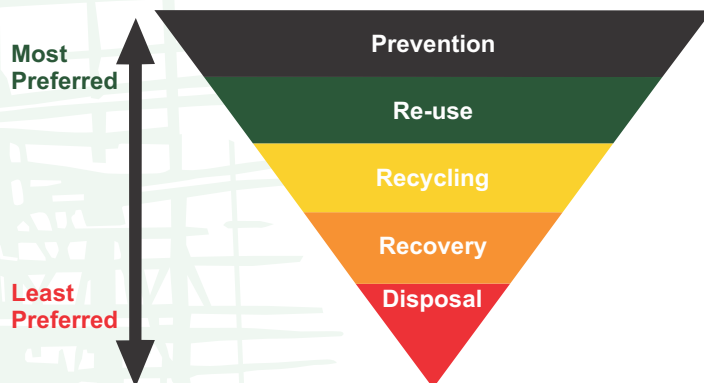 Most
Preferred
Prevention
Re-use
Recycling
Recovery
Least
Preferred
Disposal